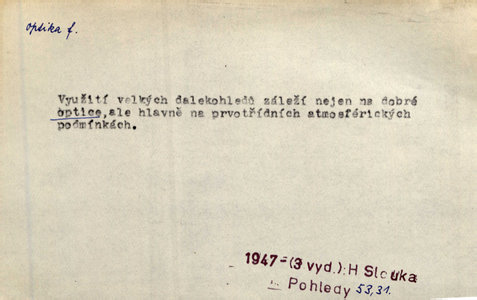 optika f.
Využití velkých dalekohledů záleží nejen na dobré
optice, ale hlavně na prvotřídních atmosférických
podmínkách.
1947 - (3 vyd.): H Slouka
Pohledy 53,31.